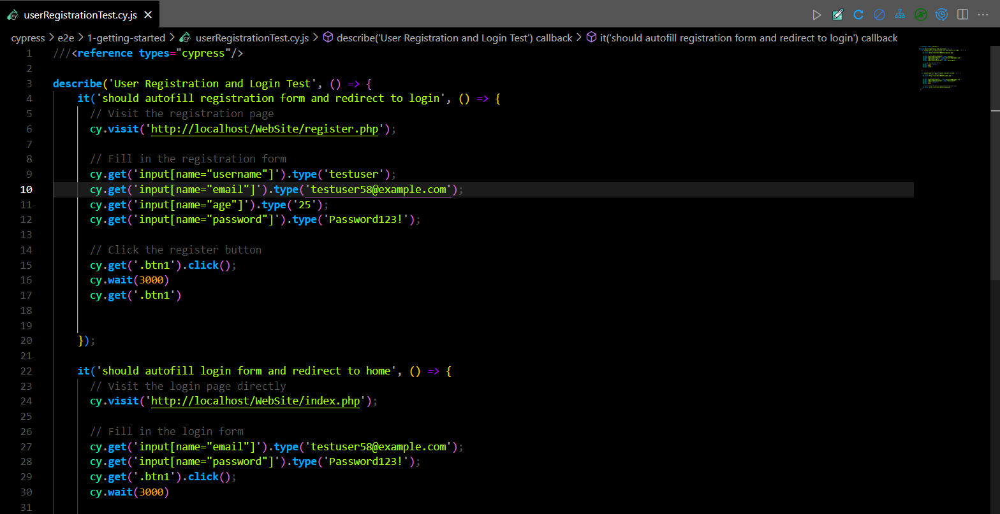 userRegistrationTest.cy.js
cypress > e2e > 1-getting-started > userRegistrationTest.cy.js > describe('User Registration and Login Test') callback > it('should autofill registration form and redirect to login') callback
1 ///<reference types="cypress"/>
2
3 describe('User Registration and Login Test', () => {
4 it('should autofill registration form and redirect to login', () => {
5 // Visit the registration page
6 cy.visit('http://localhost/WebSite/register.php');
7
8 // Fill in the registration form
9 cy.get('input[name="username"]').type('testuser');
10 cy.get('input[name="email"]').type('testuser58@example.com');
11 cy.get('input[name="age"]').type('25');
12 cy.get('input[name="password"]').type('Password123!');
13
14 // Click the register button
15 cy.get('.btn1').click();
16 cy.wait(3000)
17 cy.get('.btn1')
18
19
20 });
21
22 it('should autofill login form and redirect to home', () => {
23 // Visit the login page directly
24 cy.visit('http://localhost/WebSite/index.php');
25
26 // Fill in the login form
27 cy.get('input[name="email"]').type('testuser58@example.com');
28 cy.get('input[name="password"]').type('Password123!');
29 cy.get('.btn1').click();
30 cy.wait(3000)
31